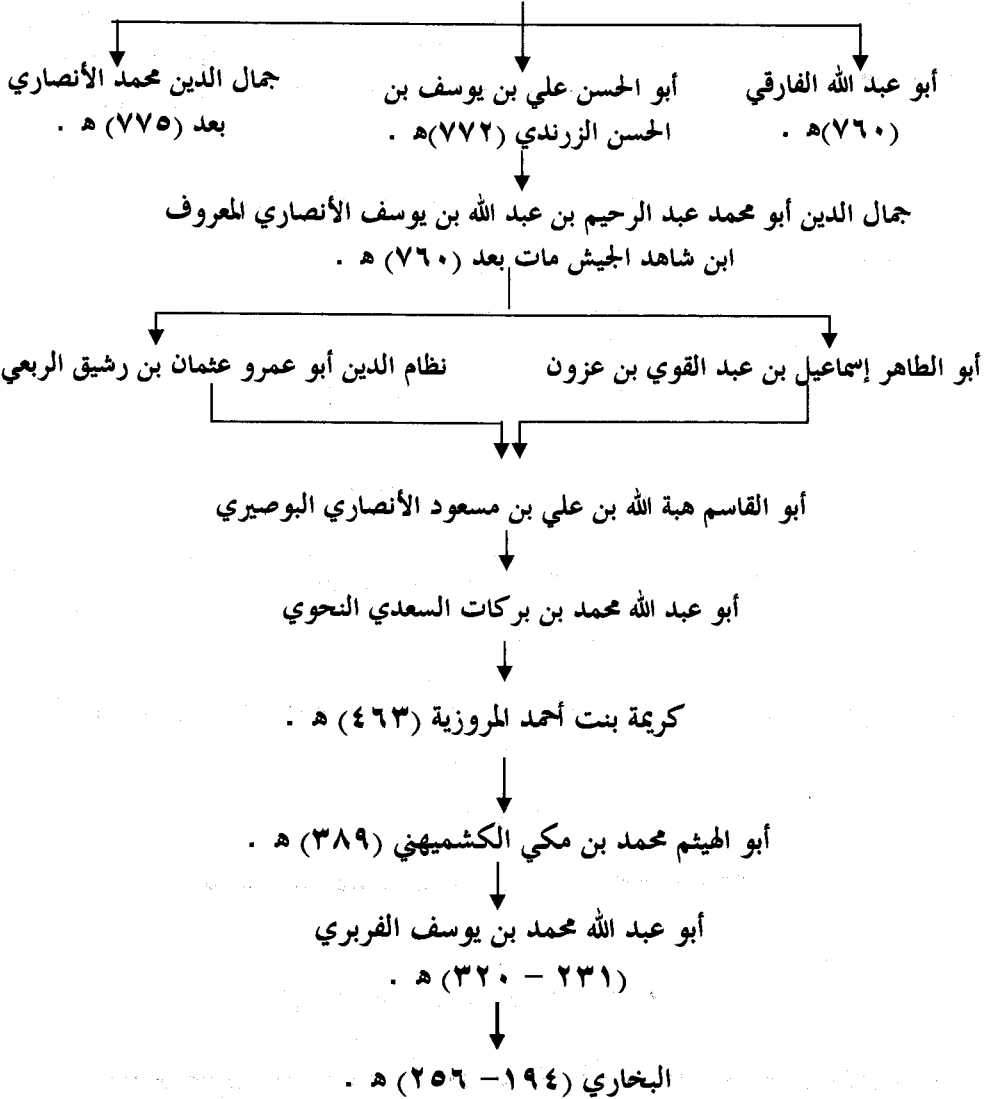 أبو عبد الله الفارقي
(٧٦٠)هـ .
أبو الحسن علي بن يوسف بن
الحسن الزرندي (٧٧٢)هـ .
جمال الدين محمد الأنصاري
بعد (٧٧٥) هـ .
جمال الدين أبو محمد عبد الرحيم بن عبد الله بن يوسف الأنصاري المعروف
ابن شاهد الجيش مات بعد (٧٦٠) هـ .
أبو الطاهر إسماعيل بن عبد القوي بن عزون
نظام الدين أبو عمرو عثمان بن رشيق الربعي
أبو القاسم هبة الله بن علي بن مسعود الأنصاري البوصيري
أبو عبد الله محمد بن بركات السعدي النحوي
كريمة بنت أحمد المروزية (٤٦٣) هـ .
أبو الهيثم محمد بن مكي الكشميهني (٣٨٩) هـ .
أبو عبد الله محمد بن يوسف الفربري
(٢٣١ – ٣٢٠) هـ .
البخاري (١٩٤– ٢٥٦) هـ .